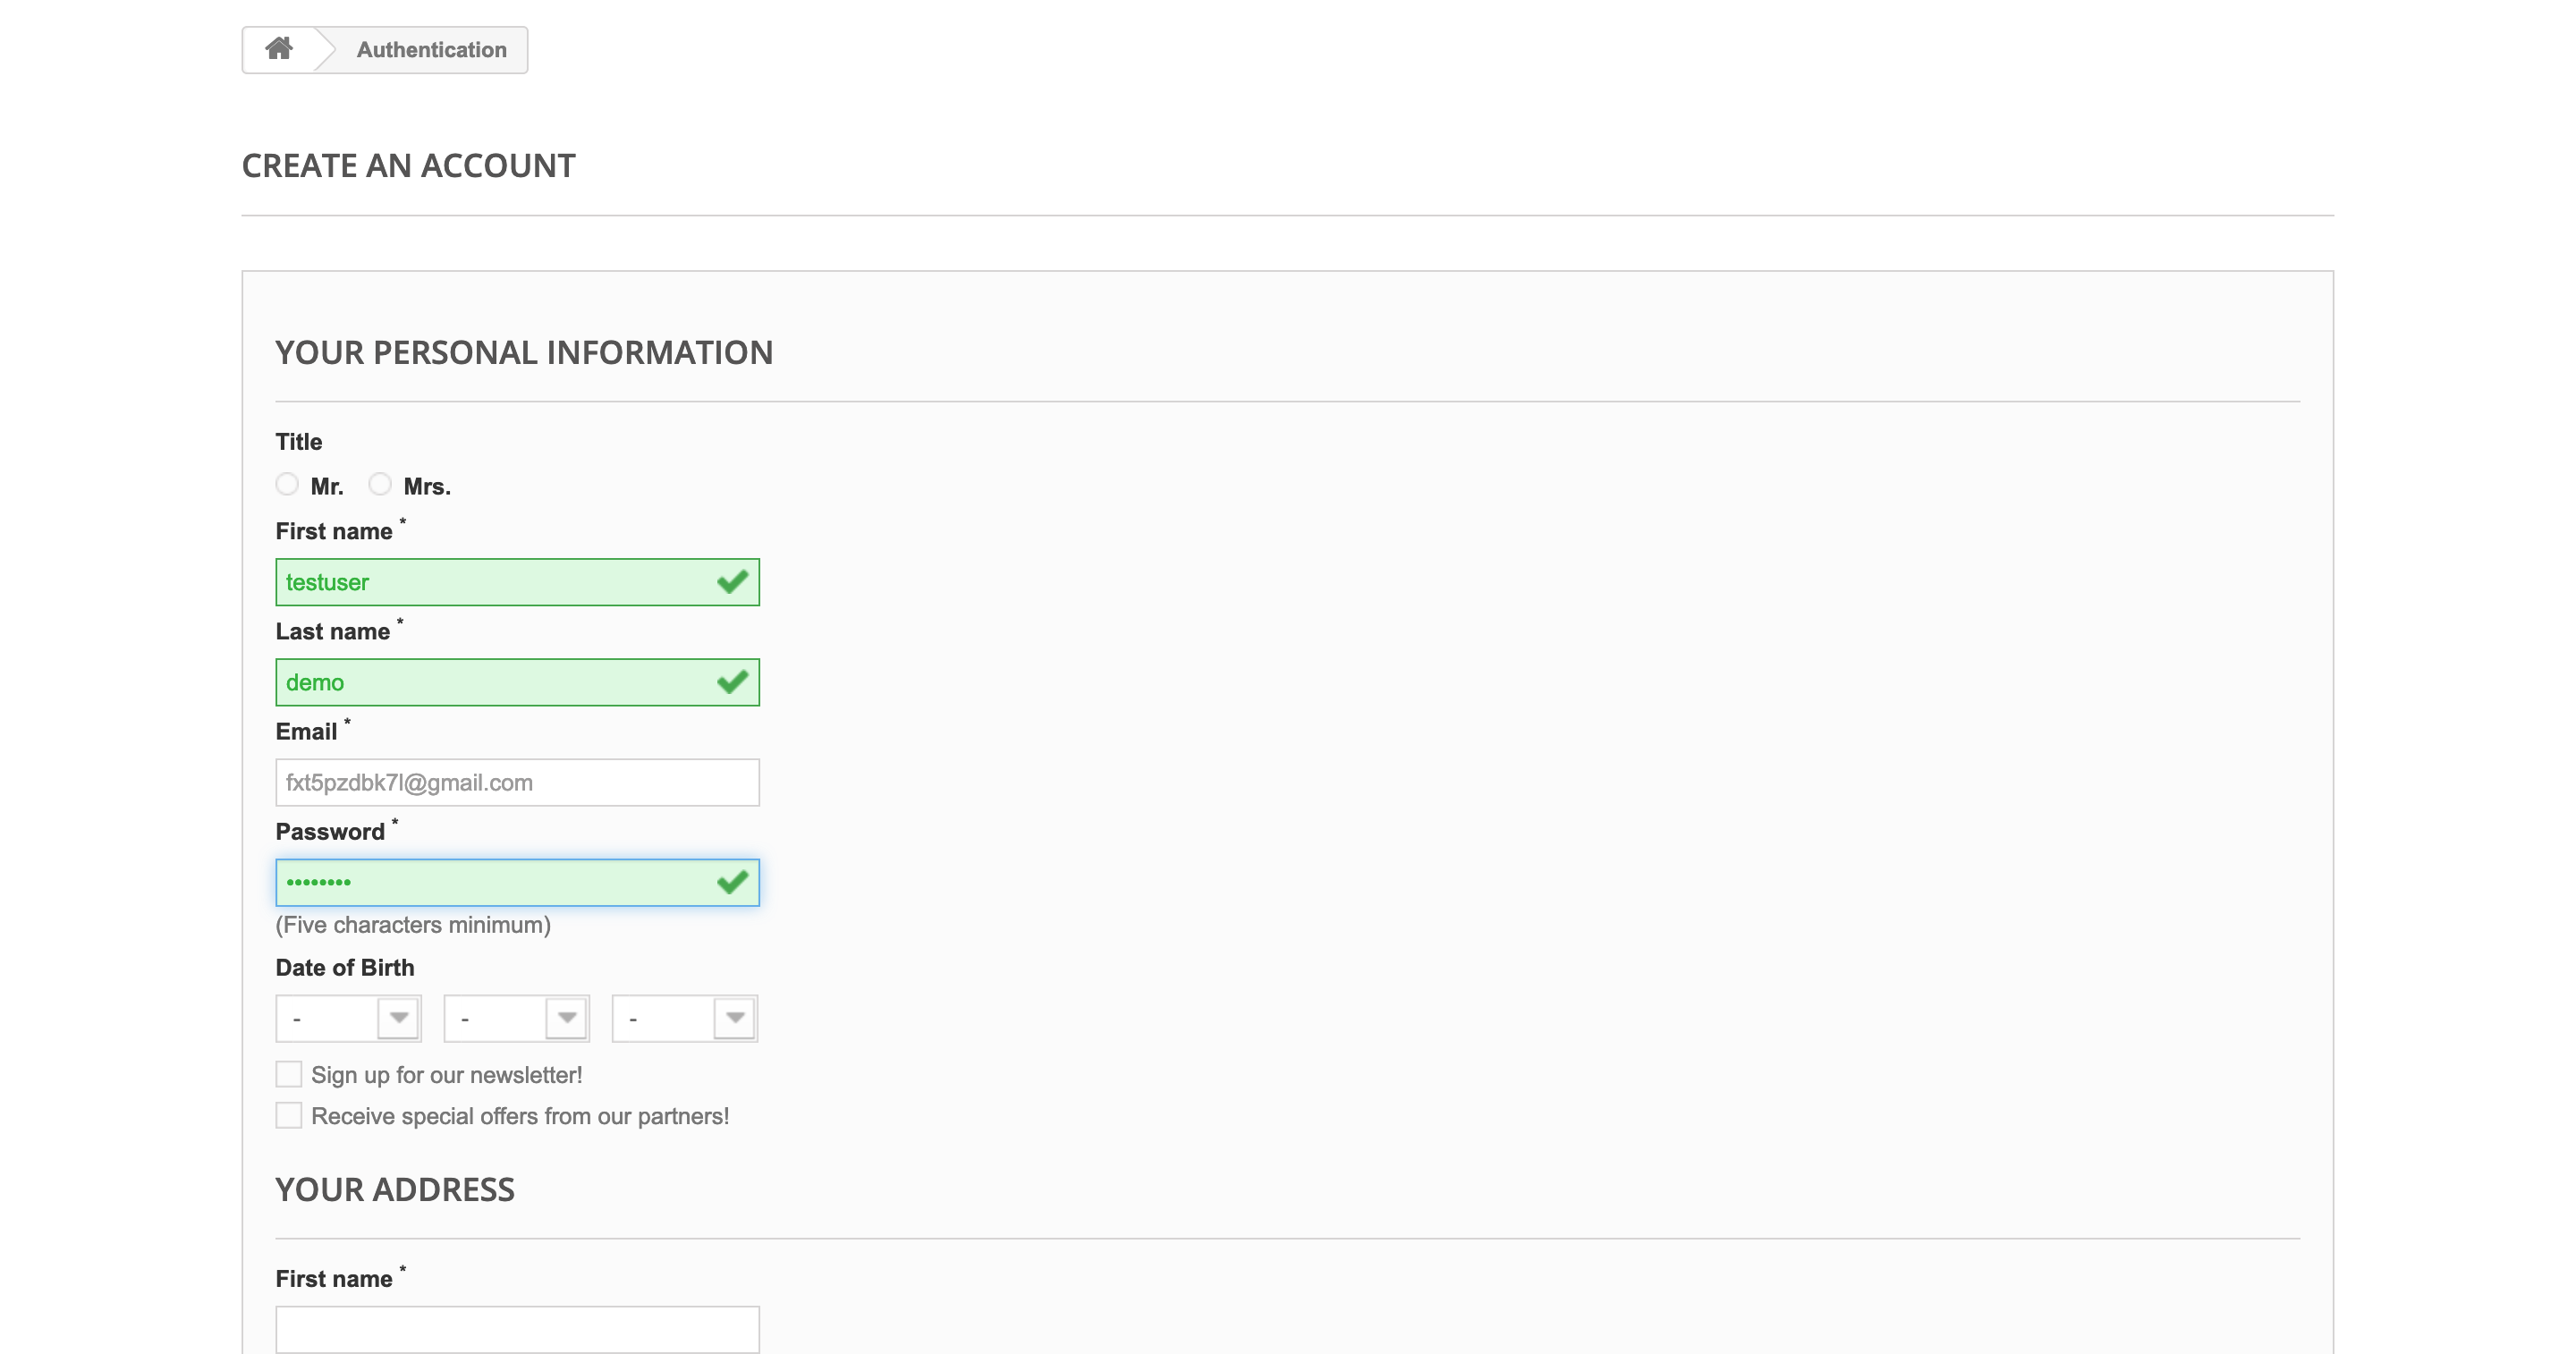 Authentication
CREATE AN ACCOUNT
YOUR PERSONAL INFORMATION
Title
Mr. Mrs.
First name *
testuser
Last name *
demo
Email *
fxt5pzdbk7l@gmail.com
Password *
••••••••
(Five characters minimum)
Date of Birth
- - -
Sign up for our newsletter!
Receive special offers from our partners!
YOUR ADDRESS
First name *